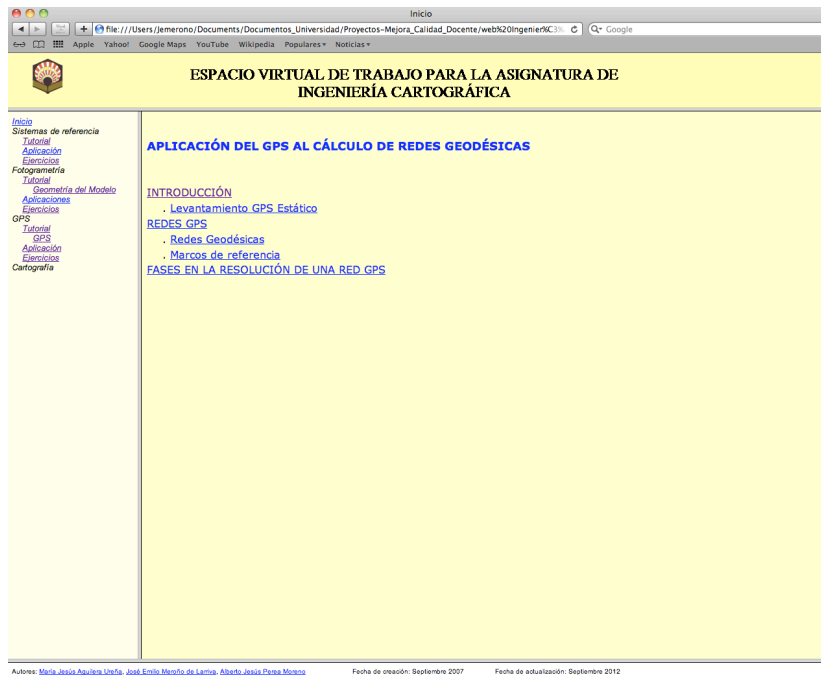 Inicio
file:///Users/Jemerono/Documents/Documentos_Universidad/Proyectos-Mejora_Calidad_Docente/web%20Ingenier%C3%
Google
Apple Yahoo! Google Maps YouTube Wikipedia Populares Noticias
ESPACIO VIRTUAL DE TRABAJO PARA LA ASIGNATURA DE
INGENIERÍA CARTOGRÁFICA
Inicio
Sistemas de referencia
Tutorial
Aplicación
Ejercicios
Fotogrametría
Tutorial
Geometría del Modelo
Aplicaciones
Ejercicios
GPS
Tutorial
GPS
Aplicación
Ejercicios
Cartografía
APLICACIÓN DEL GPS AL CÁLCULO DE REDES GEODÉSICAS
INTRODUCCIÓN
. Levantamiento GPS Estático
REDES GPS
. Redes Geodésicas
. Marcos de referencia
FASES EN LA RESOLUCIÓN DE UNA RED GPS
Autores: María Jesús Aguilera Ureña, José Emilio Meroño de Larriva, Alberto Jesús Perea Moreno Fecha de creación: Septiembre 2007 Fecha de actualización: Septiembre 2012